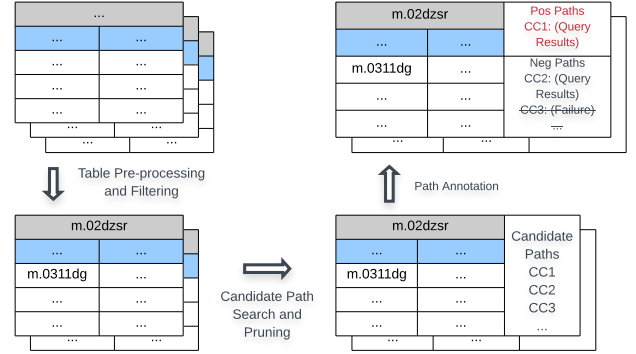 ...
... ...
... ...
... ...
... ...
... ...
... ...
Table Pre-processing
and Filtering
m.02dzsr
... ...
m.0311dg ...
... ...
... ...
... ...
Candidate Path
Search and
Pruning
m.02dzsr
... ...
m.0311dg ...
... ...
... ...
... ...
Candidate
Paths
CC1
CC2
CC3
...
Path Annotation
m.02dzsr
... ...
m.0311dg ...
... ...
... ...
... ...
Pos Paths
CC1: (Query
Results)
Neg Paths
CC2: (Query
Results)
CC3: (Failure)
...